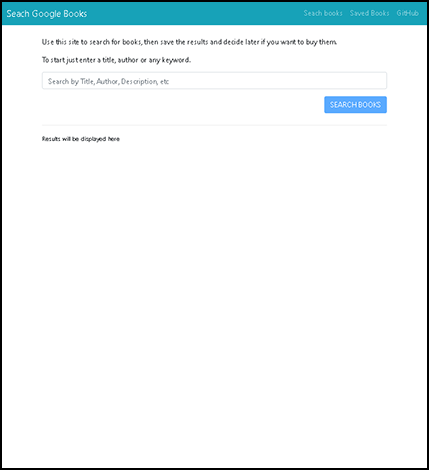 Seach Google Books
Seach books Saved Books GitHub
Use this site to search for books, then save the results and decide later if you want to buy them.
To start just enter a title, author or any keyword.
Search by Title, Author, Description, etc
SEARCH BOOKS
Results will be displayed here